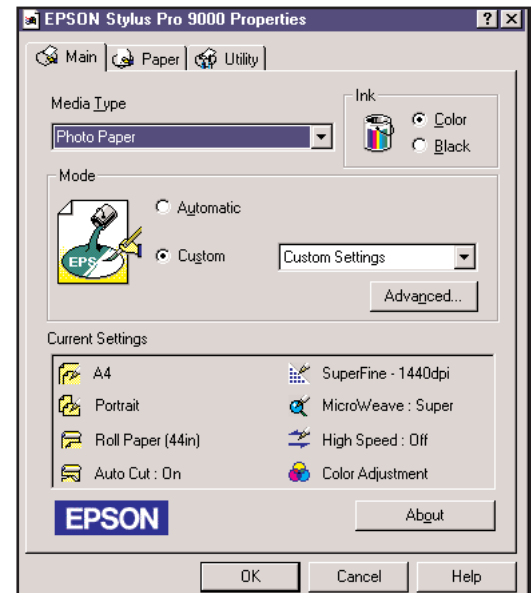 EPSON Stylus Pro 9000 Properties ? X
Main Paper Utility
Media Type
Photo Paper
Ink
Color
Black
Mode
Automatic
EPS
Custom
Custom Settings
Advanced...
Current Settings
A4
SuperFine - 1440dpi
Portrait
MicroWeave : Super
Roll Paper (44in)
High Speed : Off
Auto Cut : On
Color Adjustment
EPSON
About
OK Cancel Help